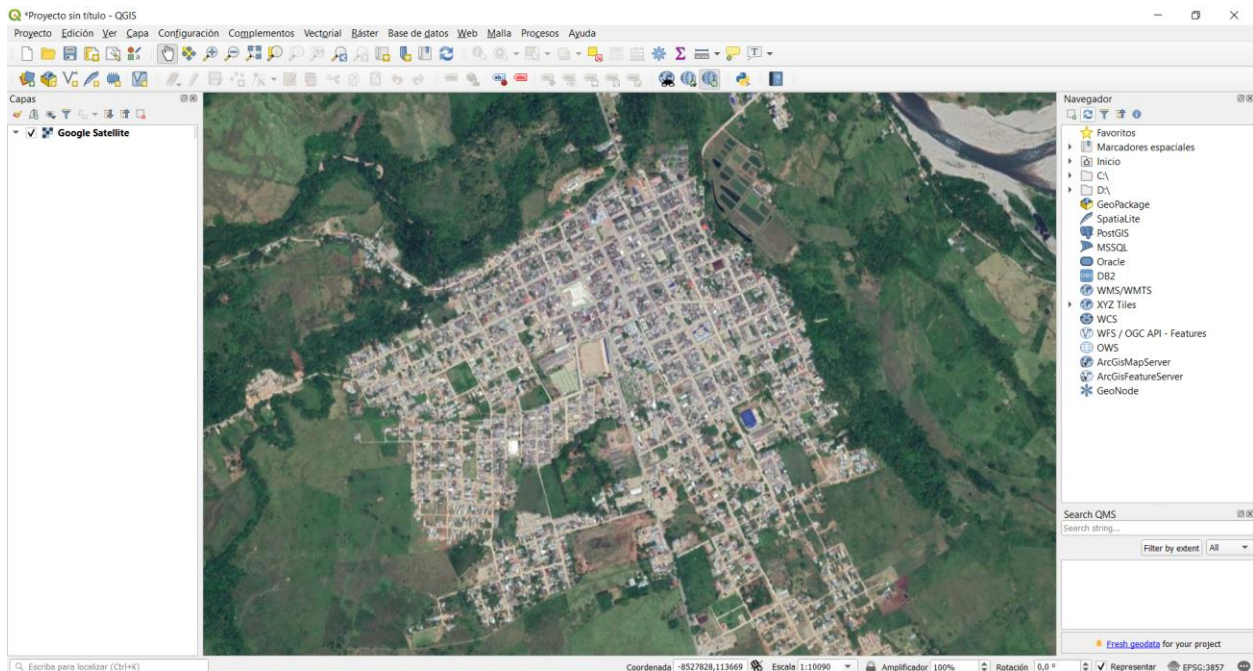 *Proyecto sin título - QGIS
Proyecto Edición Ver Capa Configuración Complementos Vectorial Ráster Base de datos Web Malla Procesos Ayuda
Capas
Google Satellite
Navegador
Favoritos
Marcadores espaciales
Inicio
C:\
D:\
GeoPackage
SpatiaLite
PostGIS
MSSQL
Oracle
DB2
WMS/WMTS
XYZ Tiles
WCS
WFS / OGC API - Features
OWS
ArcGisMapServer
ArcGisFeatureServer
GeoNode
Search QMS
Search string...
Filter by extent All
Fresh geodata for your project
Escriba para localizar (Ctrl+K) Coordenada -8527828,113669 Escala 1:10090 Amplificador 100% Rotación 0,0 ° Representar EPSG:3857